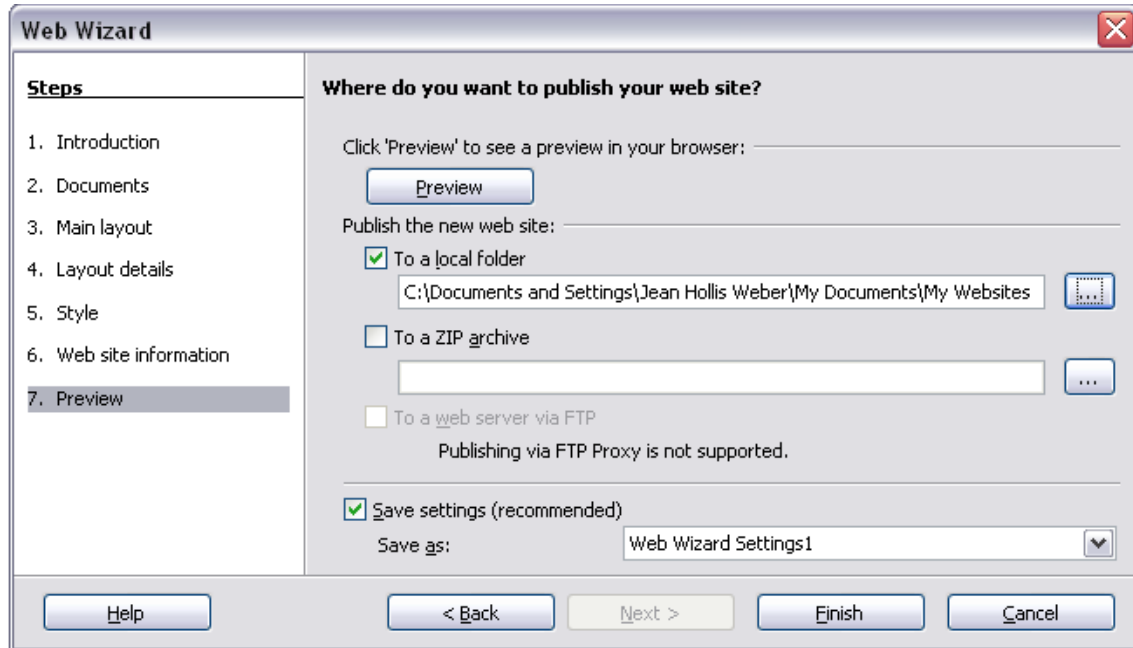 Web Wizard
Steps
1. Introduction
2. Documents
3. Main layout
4. Layout details
5. Style
6. Web site information
7. Preview
Where do you want to publish your web site?
Click 'Preview' to see a preview in your browser:
Preview
Publish the new web site:
To a local folder
C:\Documents and Settings\Jean Hollis Weber\My Documents\My Websites
...
To a ZIP archive
...
To a web server via FTP
Publishing via FTP Proxy is not supported.
Save settings (recommended)
Save as: Web Wizard Settings1
Help < Back Next > Finish Cancel